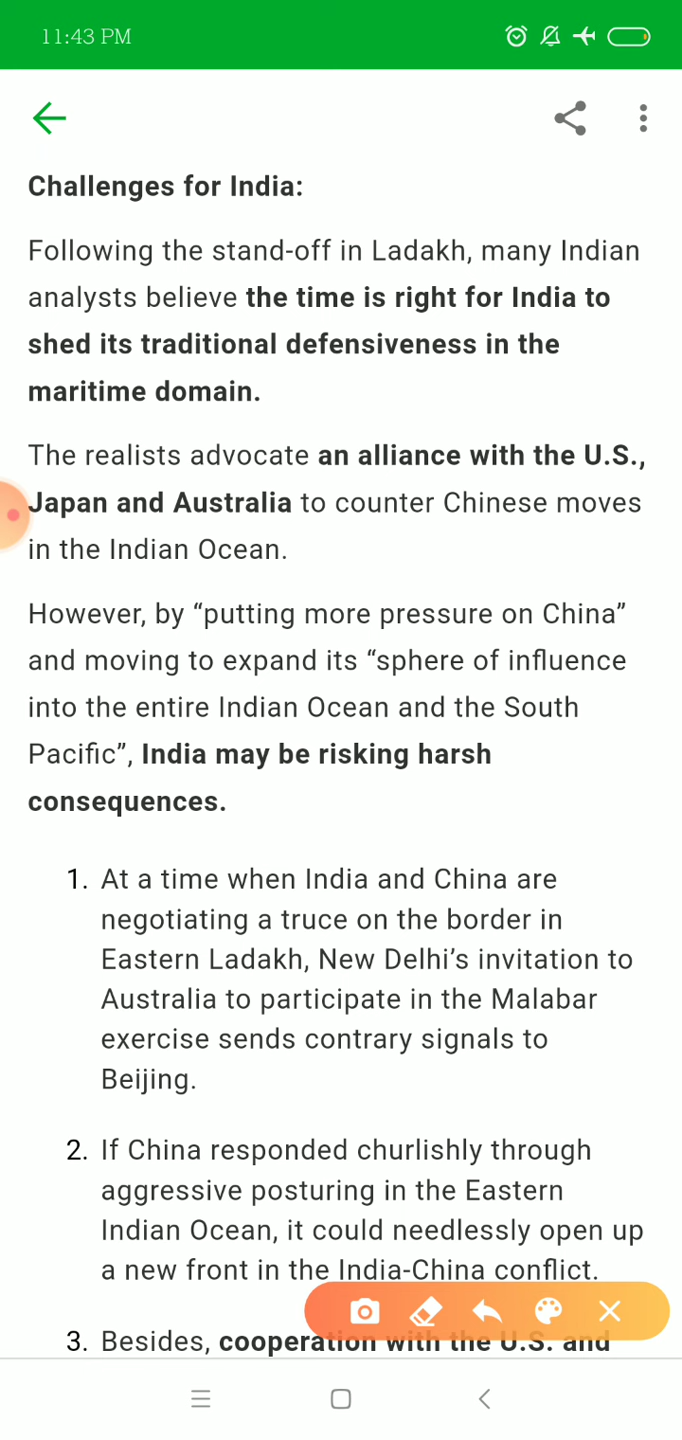 11:43 PM
Challenges for India:
Following the stand-off in Ladakh, many Indian
analysts believe the time is right for India to
shed its traditional defensiveness in the
maritime domain.
The realists advocate an alliance with the U.S.,
Japan and Australia to counter Chinese moves
in the Indian Ocean.
However, by “putting more pressure on China”
and moving to expand its “sphere of influence
into the entire Indian Ocean and the South
Pacific”, India may be risking harsh
consequences.
1. At a time when India and China are
negotiating a truce on the border in
Eastern Ladakh, New Delhi’s invitation to
Australia to participate in the Malabar
exercise sends contrary signals to
Beijing.
2. If China responded churlishly through
aggressive posturing in the Eastern
Indian Ocean, it could needlessly open up
a new front in the India-China conflict.
3. Besides, cooperation with the U.S. and